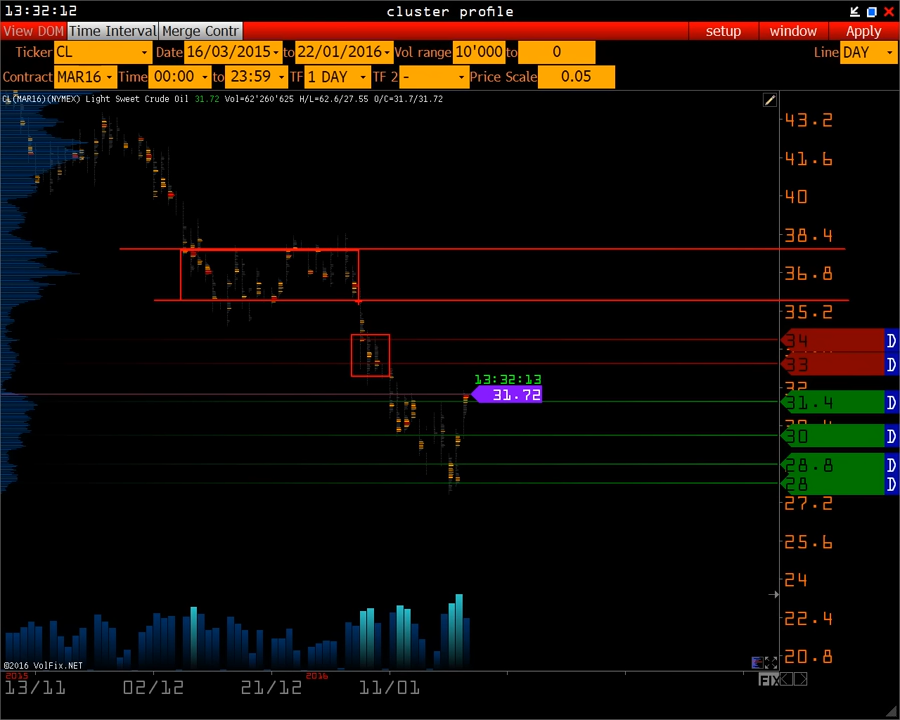 13:32:12 cluster profile
View DOM Time Interval Merge Contr setup window Apply
Ticker CL Date 16/03/2015 to 22/01/2016 Vol range 10'000 to 0 Line DAY
Contract MAR16 Time 00:00 to 23:59 TF 1 DAY TF 2 - Price Scale 0.05
CL(MAR16)(NYMEX) Light Sweet Crude Oil 31.72 Vol=62'260'625 H/L=62.6/27.55 O/C=31.7/31.72
43.2
41.6
40
38.4
36.8
35.2
34 D
33 D
13:32:13
32
31.72
31.4 D
30 D
28.8 D
28 D
27.2
25.6
24
22.4
20.8
©2016 VolFix.NET
2015 2016
13/11 02/12 21/12 11/01
FIX